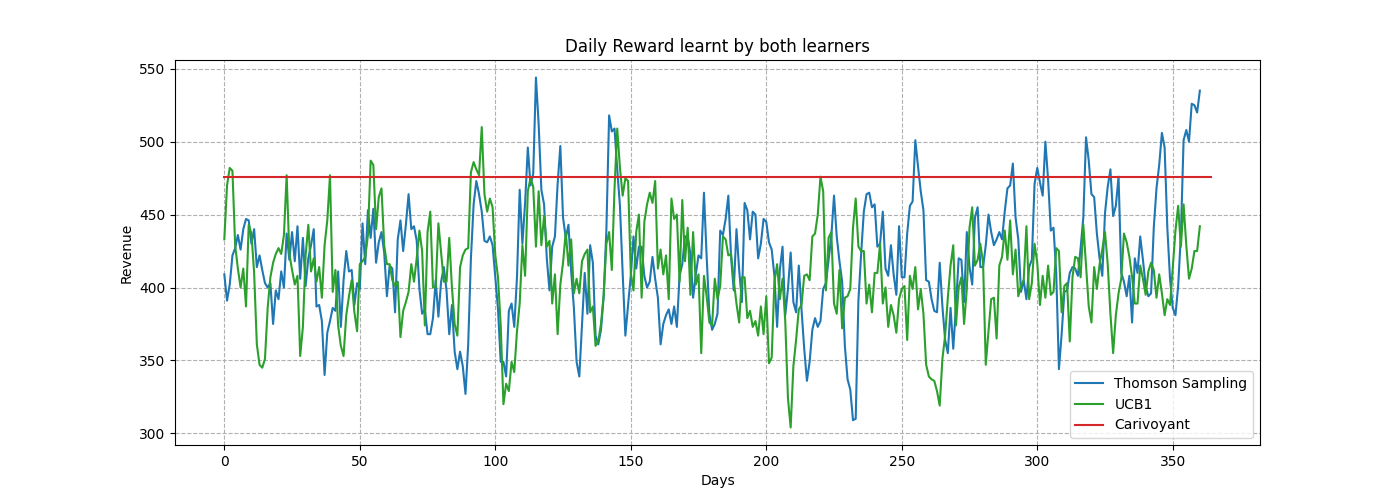 Daily Reward learnt by both learners
550
500
450
400
350
300
Revenue
0 50 100 150 200 250 300 350
Days
Thomson Sampling
UCB1
Carivoyant